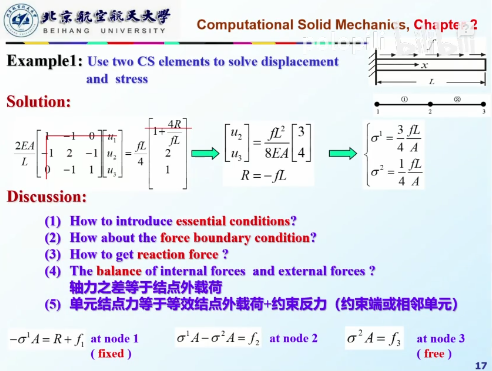 北京航空航天大学
BEIHANG UNIVERSITY
Computational Solid Mechanics, Chapter 2
Example1: Use two CS elements to solve displacement
and stress
f
x
L
① ②
1 2 3
Solution:
2EA/L [1 -1 0; -1 2 -1; 0 -1 1] [u₁; u₂; u₃] = fL/4 [1+4R/fL; 2; 1]
[u₂; u₃] = fL²/8EA [3; 4]
R = -fL
σ¹ = 3/4 fL/A
σ² = 1/4 fL/A
Discussion:
(1) How to introduce essential conditions?
(2) How about the force boundary condition?
(3) How to get reaction force ?
(4) The balance of internal forces and external forces ?
轴力之差等于结点外载荷
(5) 单元结点力等于等效结点外载荷+约束反力（约束端或相邻单元）
-σ¹A = R + f₁ at node 1
( fixed )
σ¹A - σ²A = f₂ at node 2
σ²A = f₃ at node 3
( free )
17